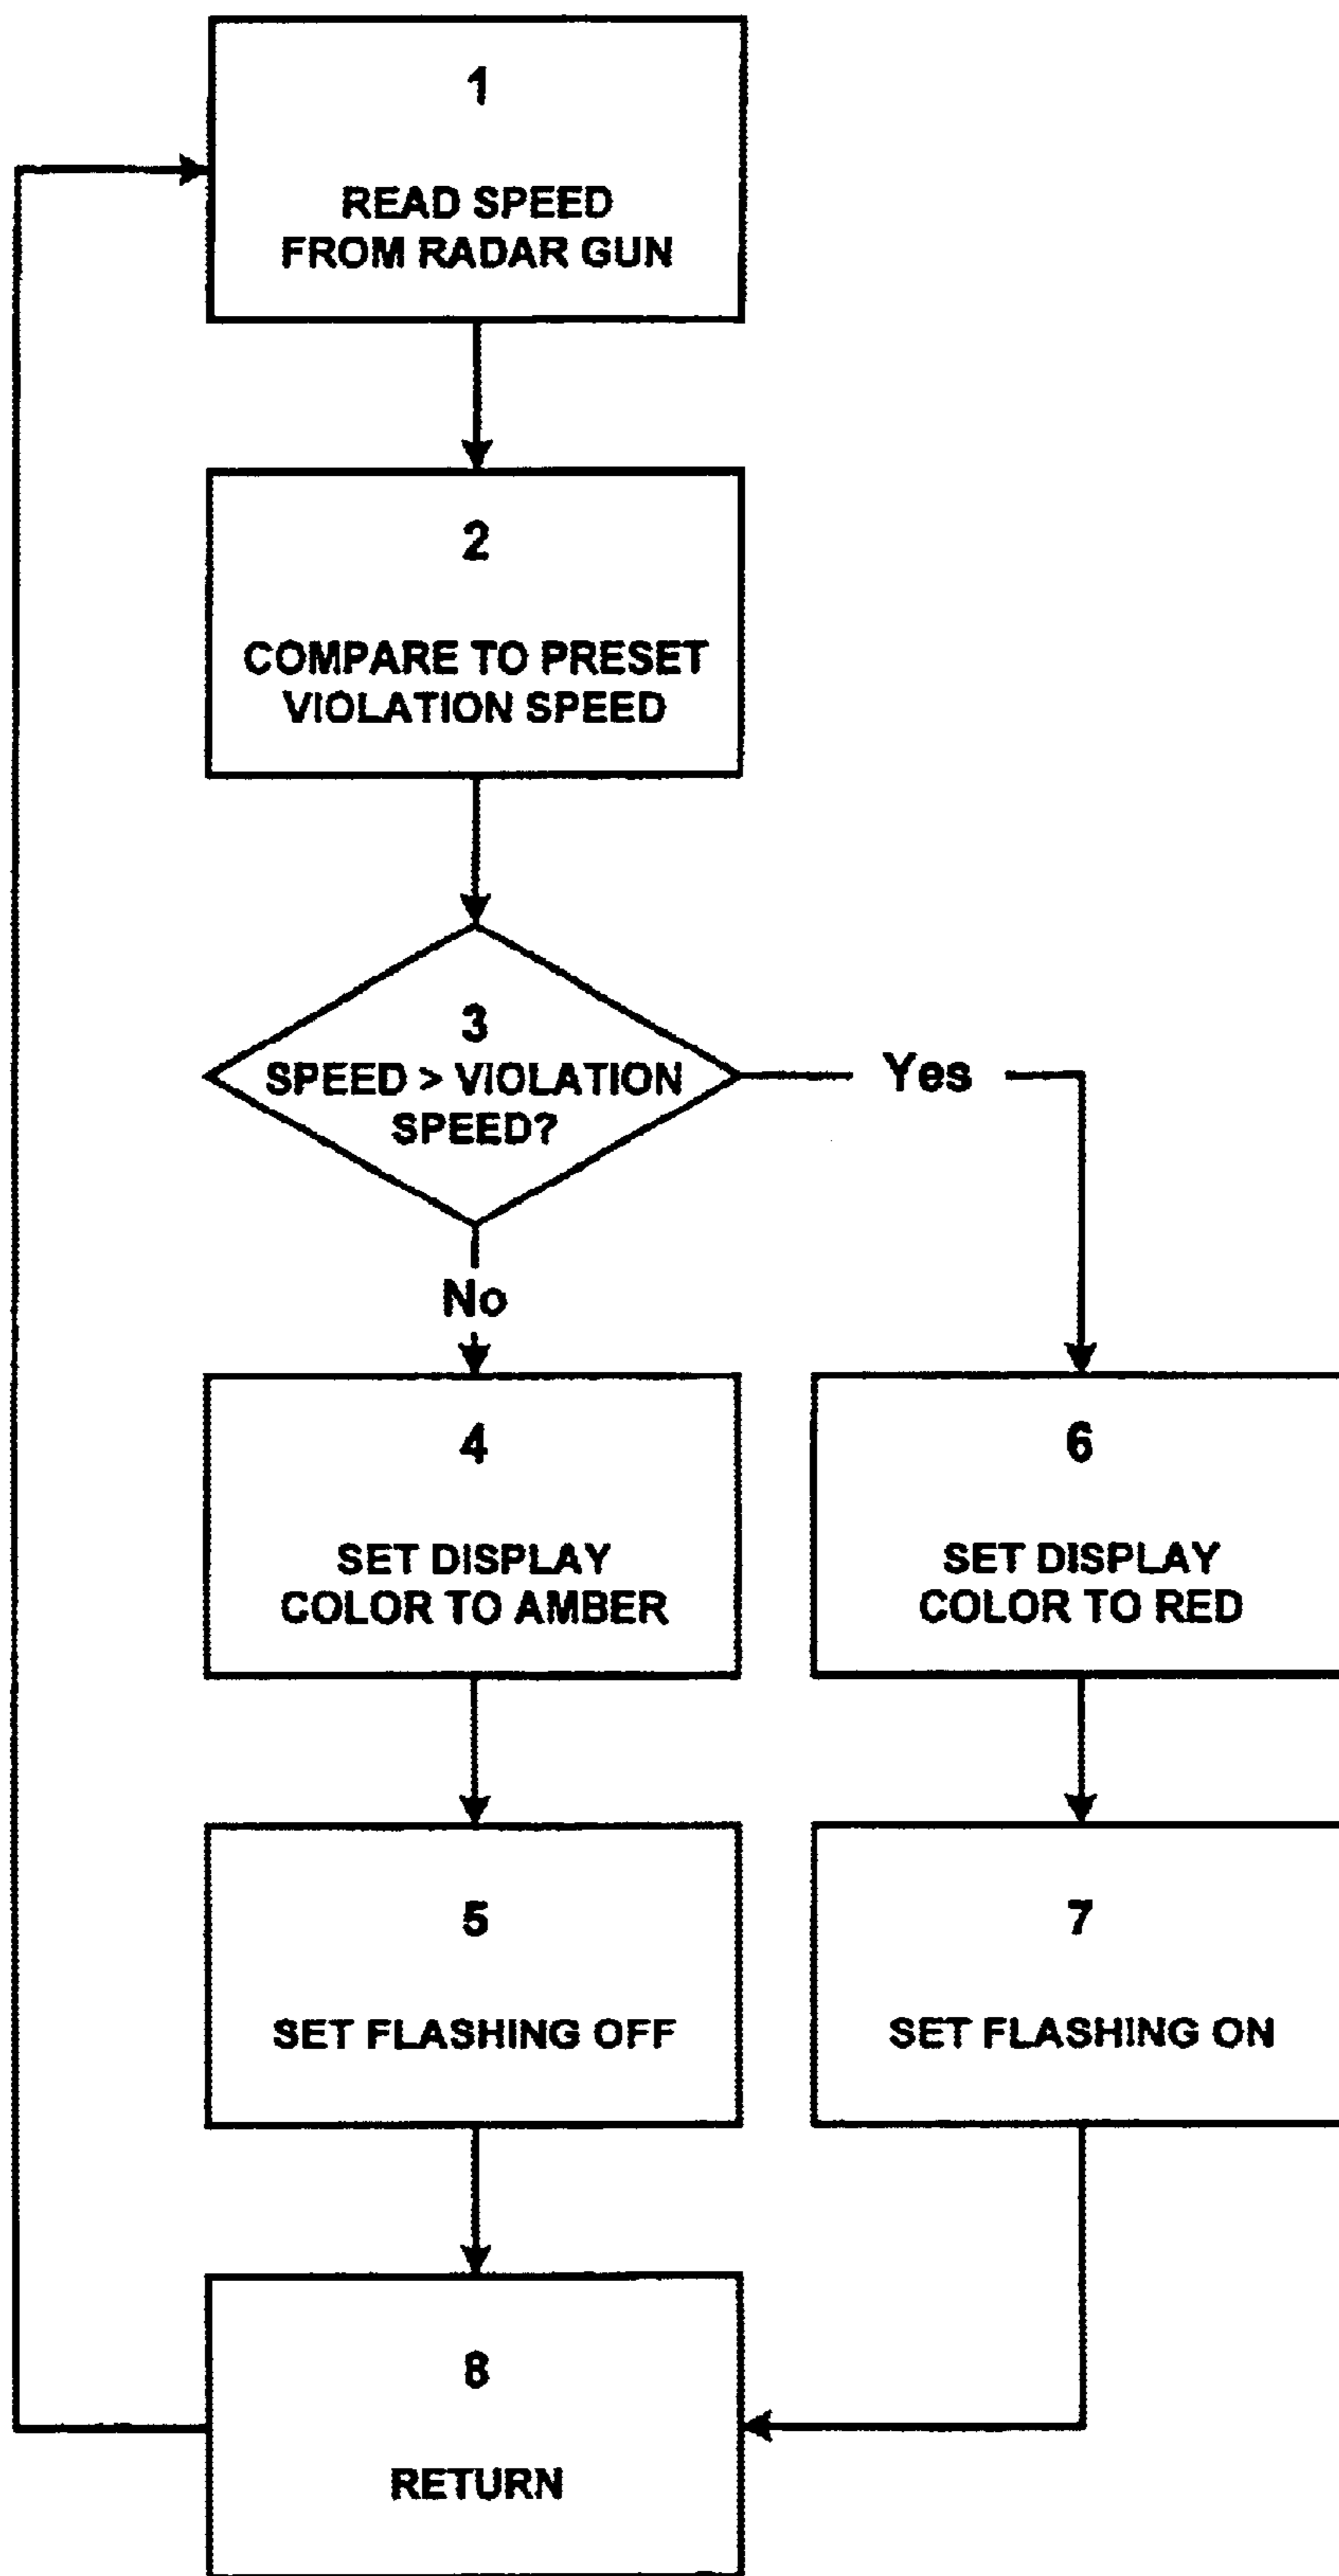 1
READ SPEED
FROM RADAR GUN
2
COMPARE TO PRESET
VIOLATION SPEED
3
SPEED > VIOLATION
SPEED?
Yes
No
4
SET DISPLAY
COLOR TO AMBER
6
SET DISPLAY
COLOR TO RED
5
SET FLASHING OFF
7
SET FLASHING ON
8
RETURN